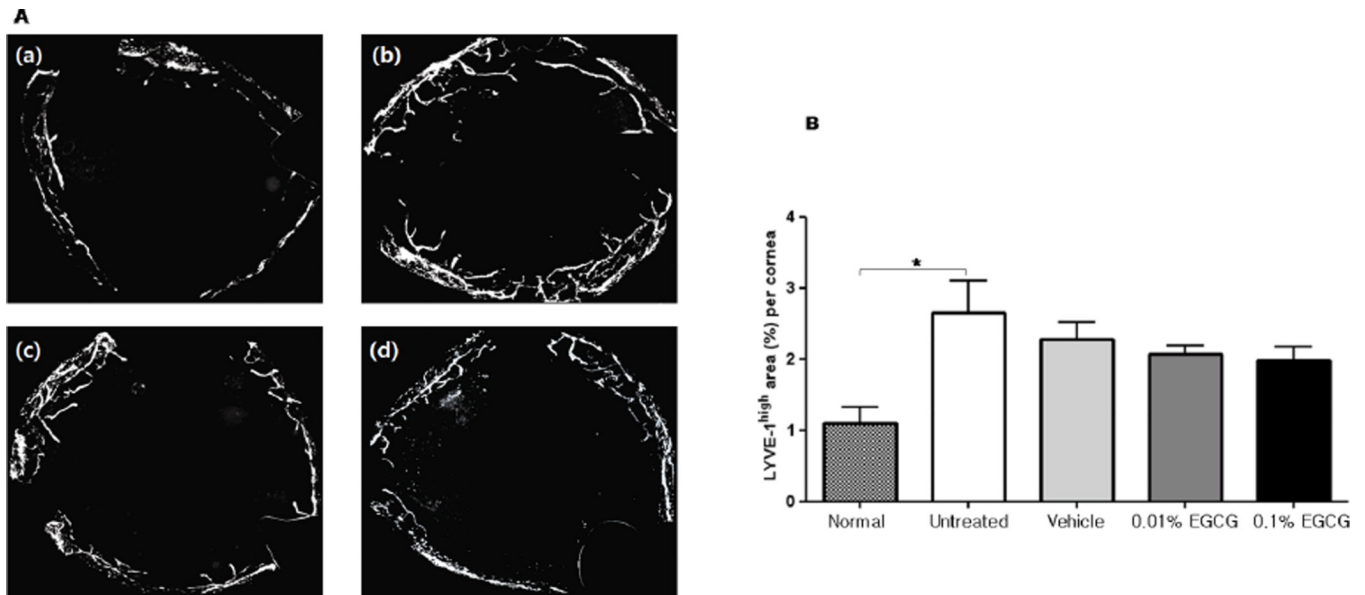 A
(a)
(b)
(c)
(d)
B
LYVE-1high area (%) per cornea
4
3
2
1
0
*
Normal
Untreated
Vehicle
0.01% EGCG
0.1% EGCG